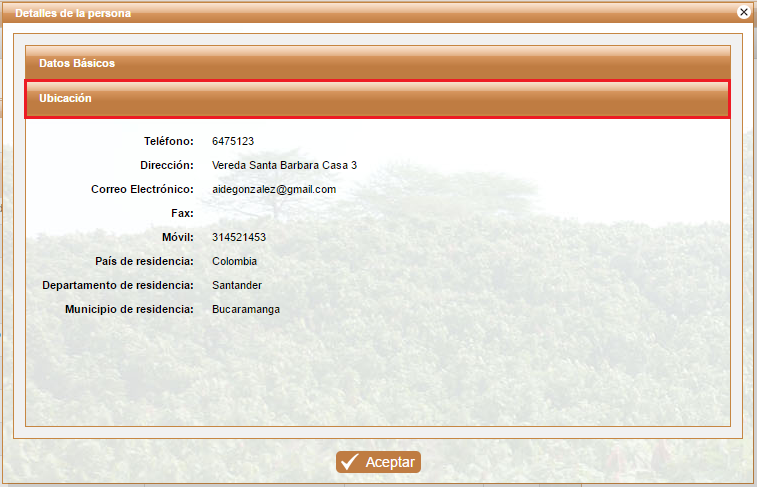 Detalles de la persona
Datos Básicos
Ubicación
Teléfono: 6475123
Dirección: Vereda Santa Barbara Casa 3
Correo Electrónico: aidegonzalez@gmail.com
Fax:
Móvil: 314521453
País de residencia: Colombia
Departamento de residencia: Santander
Municipio de residencia: Bucaramanga
Aceptar